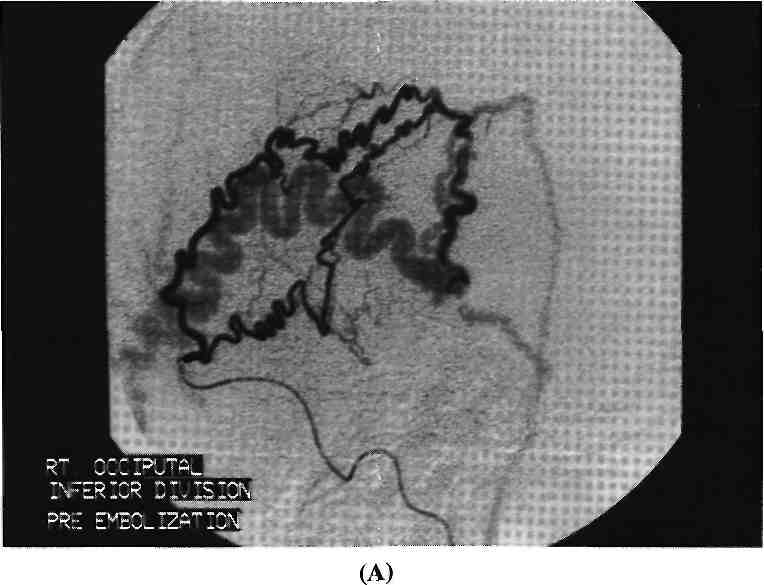 RT OCCIPUTAL
INFERIOR DIVISION
PRE EMBOLIZATION
(A)